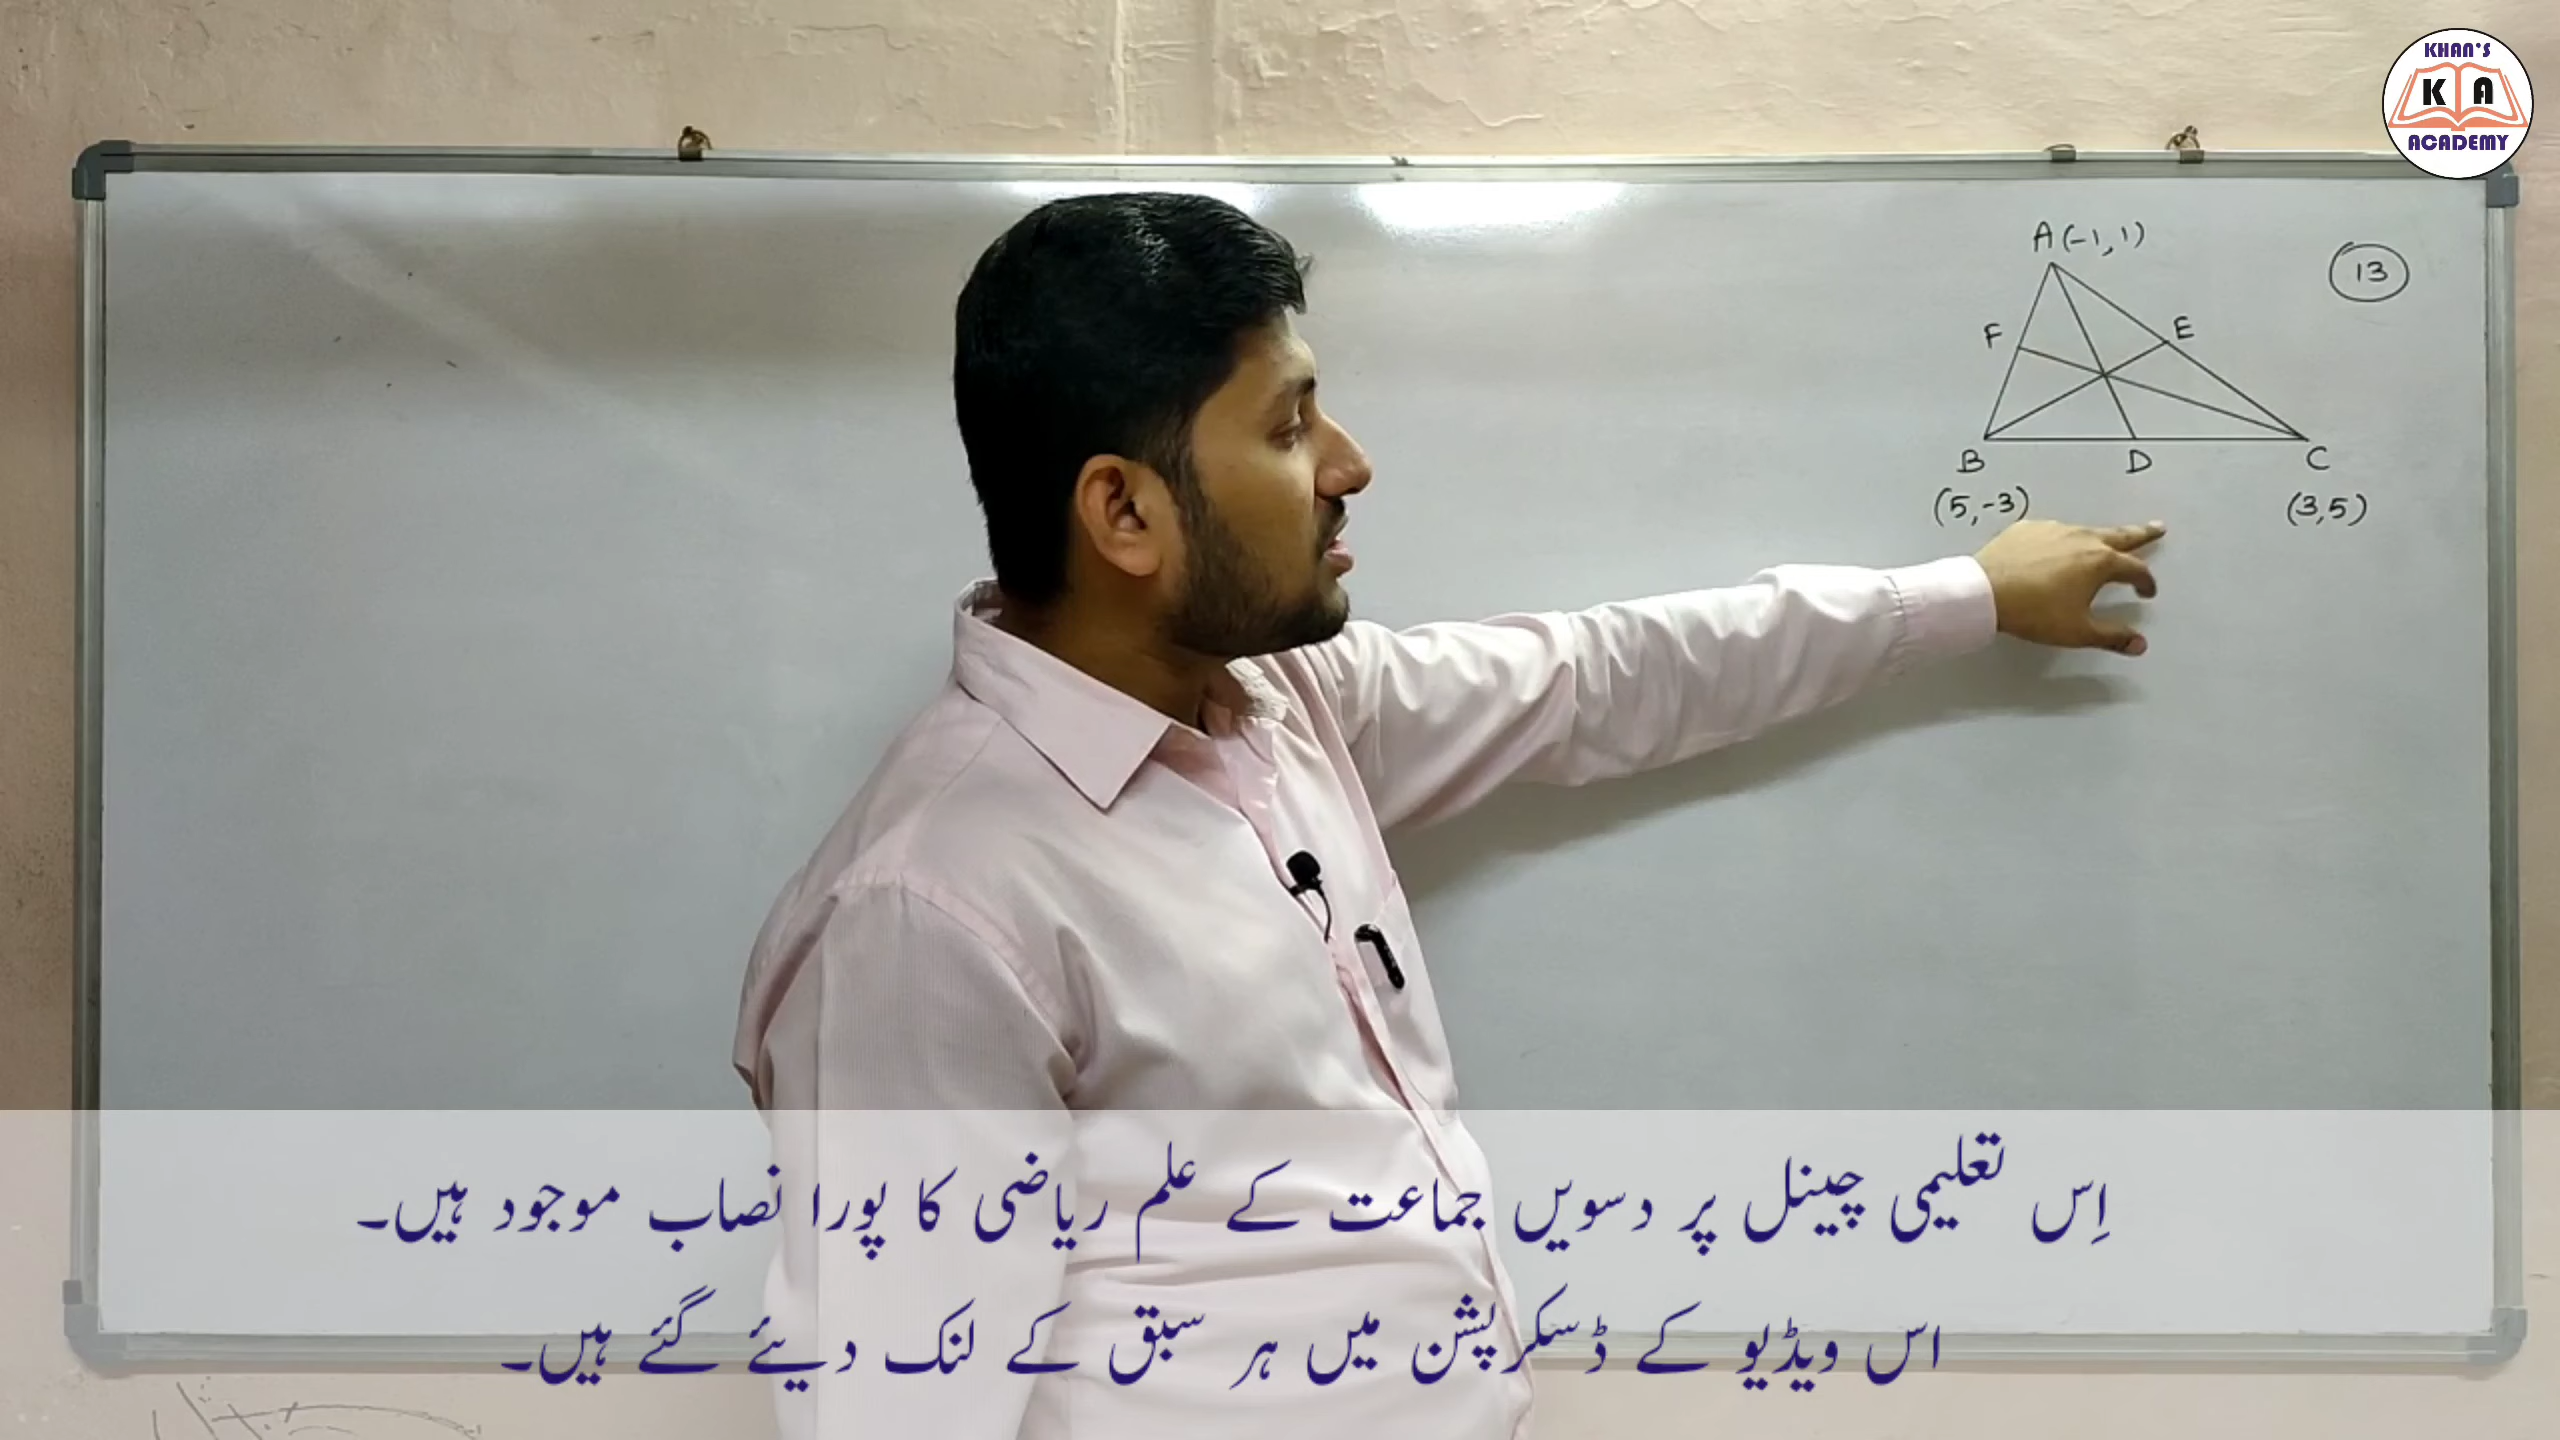 KHAN'S
K A
ACADEMY
A(-1,1)
13
F
E
B
D
C
(5,-3)
(3,5)
اِس تعلیمی چینل پر دسویں جماعت کے علم ریاضی کا پورا نصاب موجود ہیں۔
اس ویڈیو کے ڈسکرپشن میں ہر سبق کے لنک دیئے گئے ہیں۔